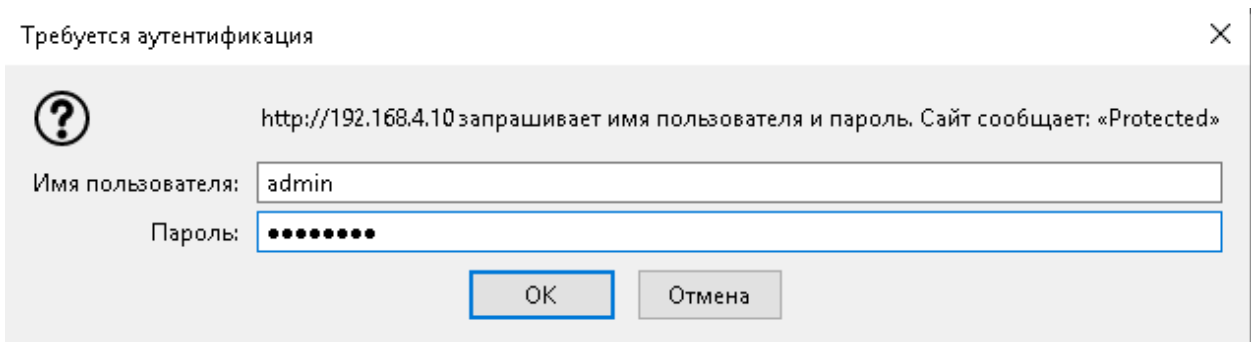 Требуется аутентификация
http://192.168.4.10 запрашивает имя пользователя и пароль. Сайт сообщает: «Protected»
Имя пользователя: admin
Пароль: ●●●●●●●●
OK Отмена